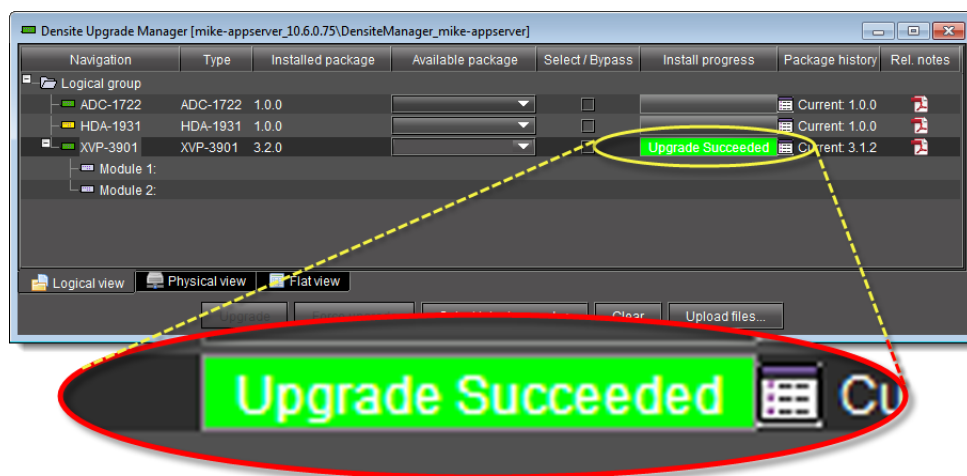 Densite Upgrade Manager [mike-appserver_10.6.0.75\DensiteManager_mike-appserver]
Navigation Type Installed package Available package Select / Bypass Install progress Package history Rel. notes
Logical group
ADC-1722 ADC-1722 1.0.0 Current: 1.0.0
HDA-1931 HDA-1931 1.0.0 Current: 1.0.0
XVP-3901 XVP-3901 3.2.0 Upgrade Succeeded Current: 3.1.2
Module 1:
Module 2:
Logical view Physical view Flat view
Upgrade Clear Upload files...
Upgrade Succeeded Cu